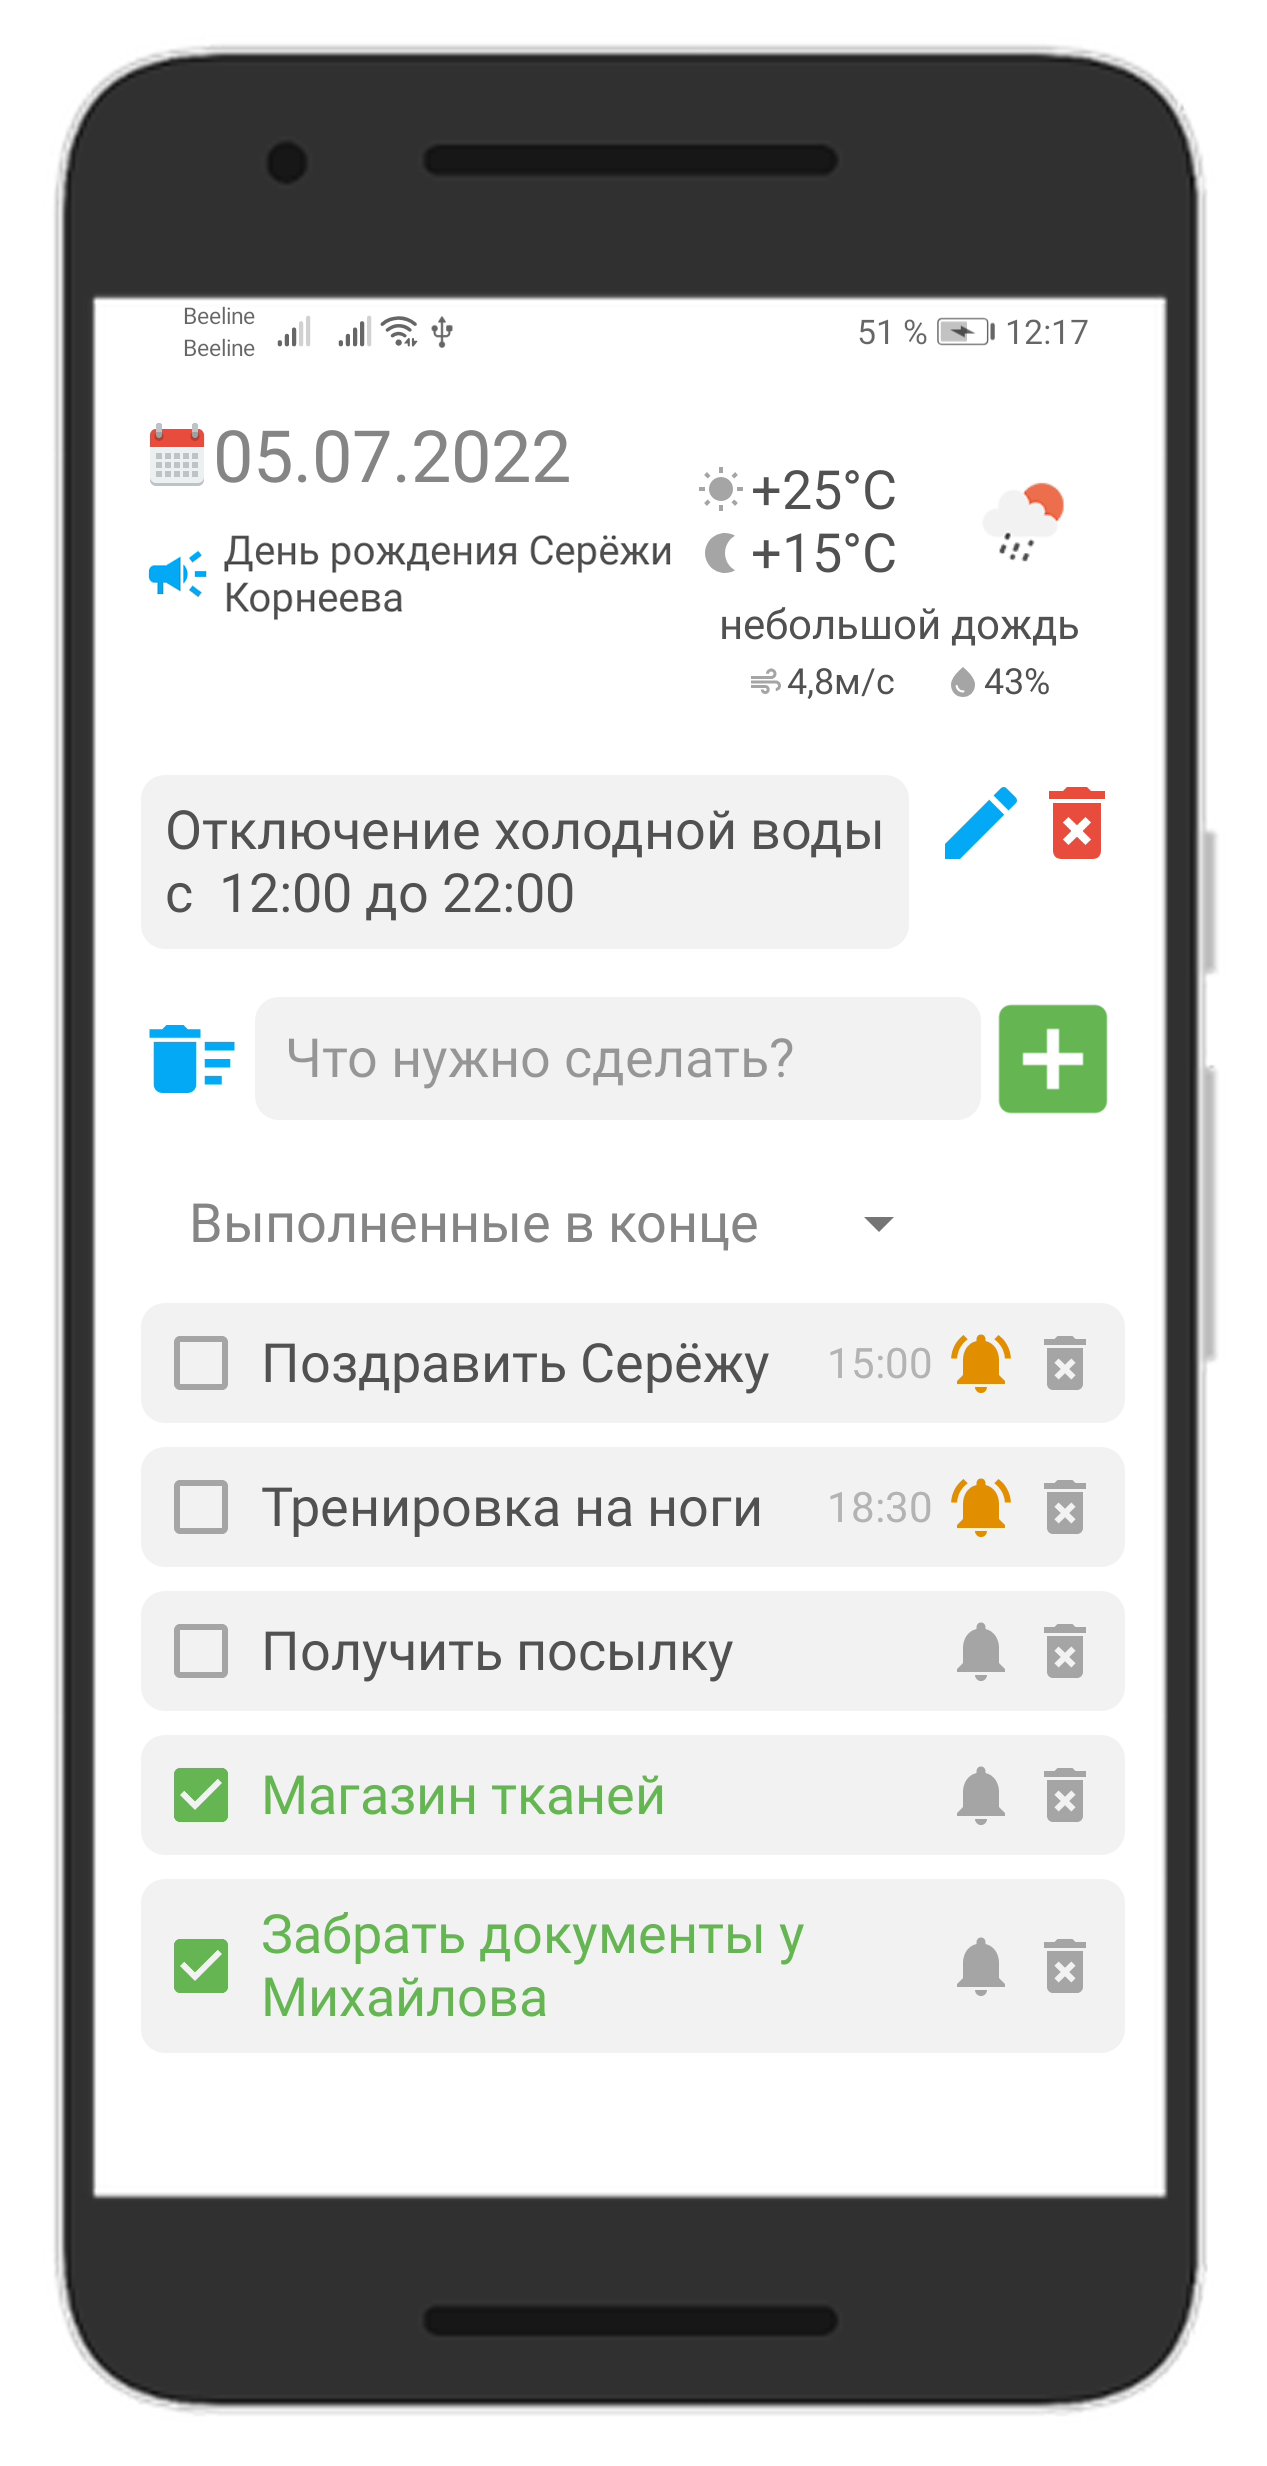 Beeline
Beeline
51 % 12:17
05.07.2022
День рождения Серёжи
Корнеева
+25°C
+15°C
небольшой дождь
4,8м/с 43%
Отключение холодной воды
с  12:00 до 22:00
Что нужно сделать?
Выполненные в конце
Поздравить Серёжу 15:00
Тренировка на ноги 18:30
Получить посылку
Магазин тканей
Забрать документы у
Михайлова